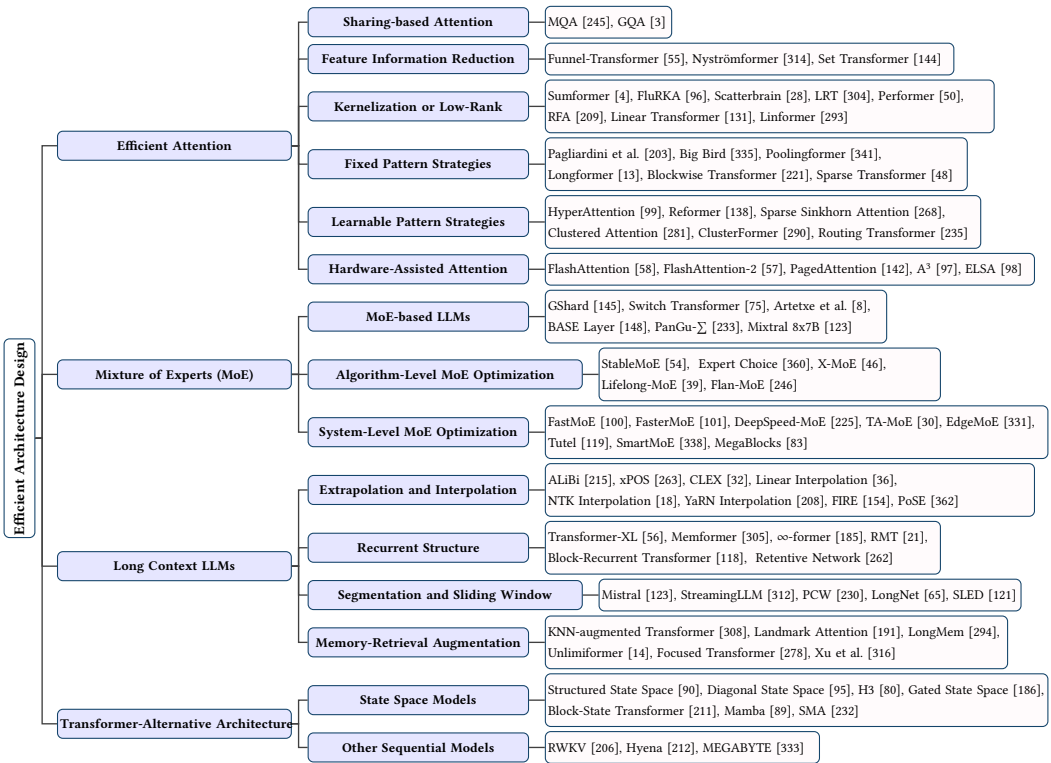 Efficient Architecture Design
Efficient Attention
Sharing-based Attention
MQA [245], GQA [3]
Feature Information Reduction
Funnel-Transformer [55], Nyströmformer [314], Set Transformer [144]
Kernelization or Low-Rank
Sumformer [4], FluRKA [96], Scatterbrain [28], LRT [304], Performer [50],
RFA [209], Linear Transformer [131], Linformer [293]
Fixed Pattern Strategies
Pagliardini et al. [203], Big Bird [335], Poolingformer [341],
Longformer [13], Blockwise Transformer [221], Sparse Transformer [48]
Learnable Pattern Strategies
HyperAttention [99], Reformer [138], Sparse Sinkhorn Attention [268],
Clustered Attention [281], ClusterFormer [290], Routing Transformer [235]
Hardware-Assisted Attention
FlashAttention [58], FlashAttention-2 [57], PagedAttention [142], A³ [97], ELSA [98]
Mixture of Experts (MoE)
MoE-based LLMs
GShard [145], Switch Transformer [75], Artetxe et al. [8],
BASE Layer [148], PanGu-∑ [233], Mixtral 8x7B [123]
Algorithm-Level MoE Optimization
StableMoE [54], Expert Choice [360], X-MoE [46],
Lifelong-MoE [39], Flan-MoE [246]
System-Level MoE Optimization
FastMoE [100], FasterMoE [101], DeepSpeed-MoE [225], TA-MoE [30], EdgeMoE [331],
Tutel [119], SmartMoE [338], MegaBlocks [83]
Long Context LLMs
Extrapolation and Interpolation
ALiBi [215], xPOS [263], CLEX [32], Linear Interpolation [36],
NTK Interpolation [18], YaRN Interpolation [208], FIRE [154], PoSE [362]
Recurrent Structure
Transformer-XL [56], Memformer [305], ∞-former [185], RMT [21],
Block-Recurrent Transformer [118], Retentive Network [262]
Segmentation and Sliding Window
Mistral [123], StreamingLLM [312], PCW [230], LongNet [65], SLED [121]
Memory-Retrieval Augmentation
KNN-augmented Transformer [308], Landmark Attention [191], LongMem [294],
Unlimiformer [14], Focused Transformer [278], Xu et al. [316]
Transformer-Alternative Architecture
State Space Models
Structured State Space [90], Diagonal State Space [95], H3 [80], Gated State Space [186],
Block-State Transformer [211], Mamba [89], SMA [232]
Other Sequential Models
RWKV [206], Hyena [212], MEGABYTE [333]